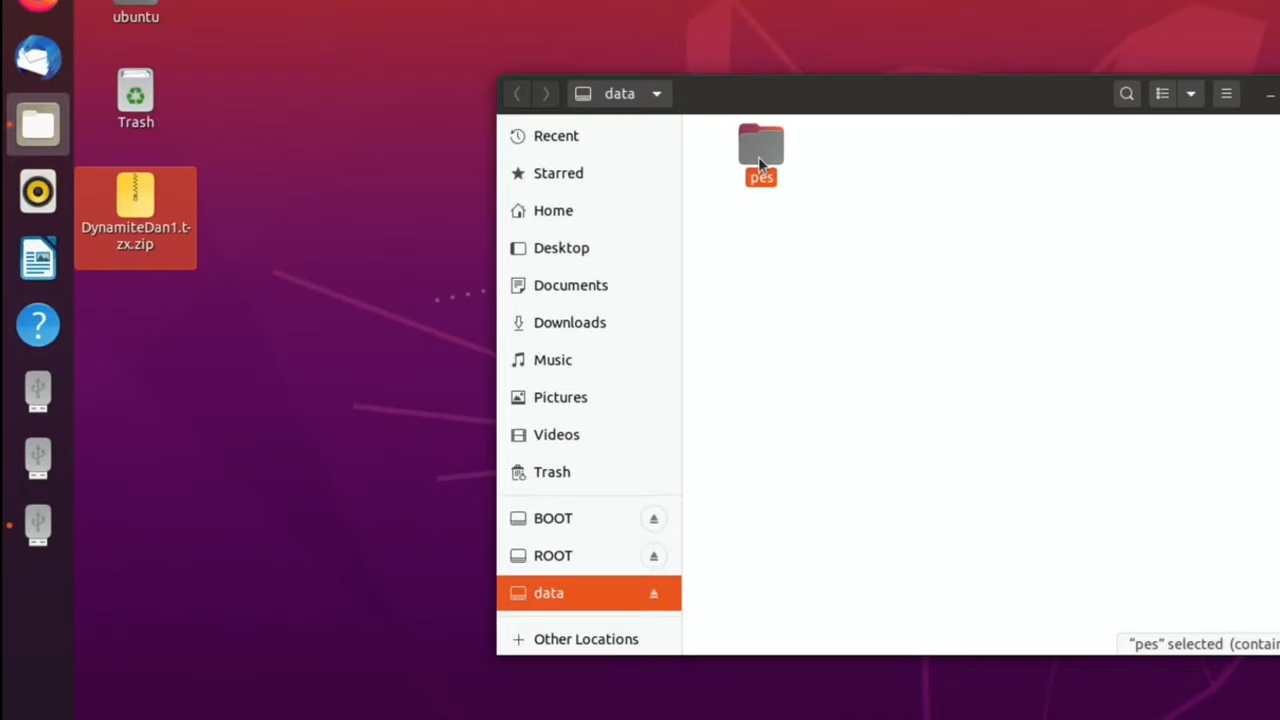 ubuntu
Trash
DynamiteDan1.t-
zx.zip
data
Recent
Starred
Home
Desktop
Documents
Downloads
Music
Pictures
Videos
Trash
BOOT
ROOT
data
Other Locations
pes
"pes" selected (contain